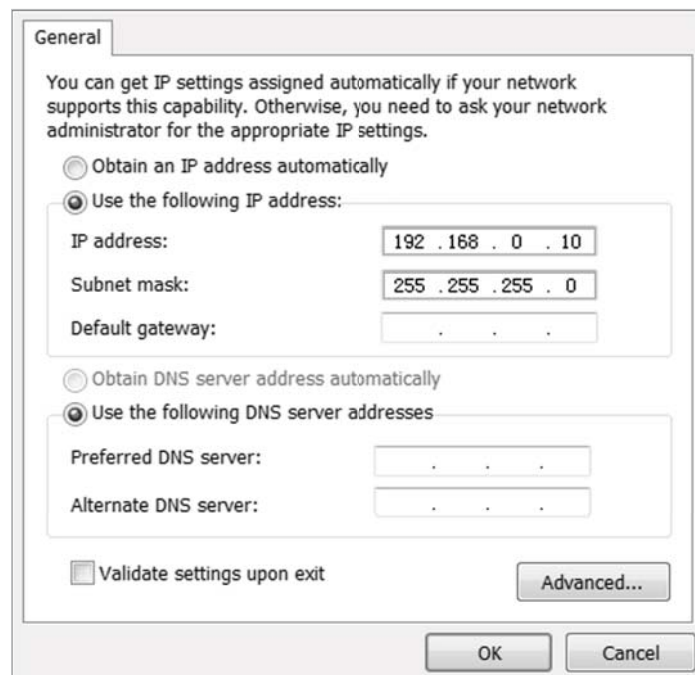 General
You can get IP settings assigned automatically if your network
supports this capability. Otherwise, you need to ask your network
administrator for the appropriate IP settings.
Obtain an IP address automatically
Use the following IP address:
IP address: 192 . 168 . 0 . 10
Subnet mask: 255 . 255 . 255 . 0
Default gateway: . . .
Obtain DNS server address automatically
Use the following DNS server addresses
Preferred DNS server: . . .
Alternate DNS server: . . .
Validate settings upon exit
Advanced...
OK Cancel